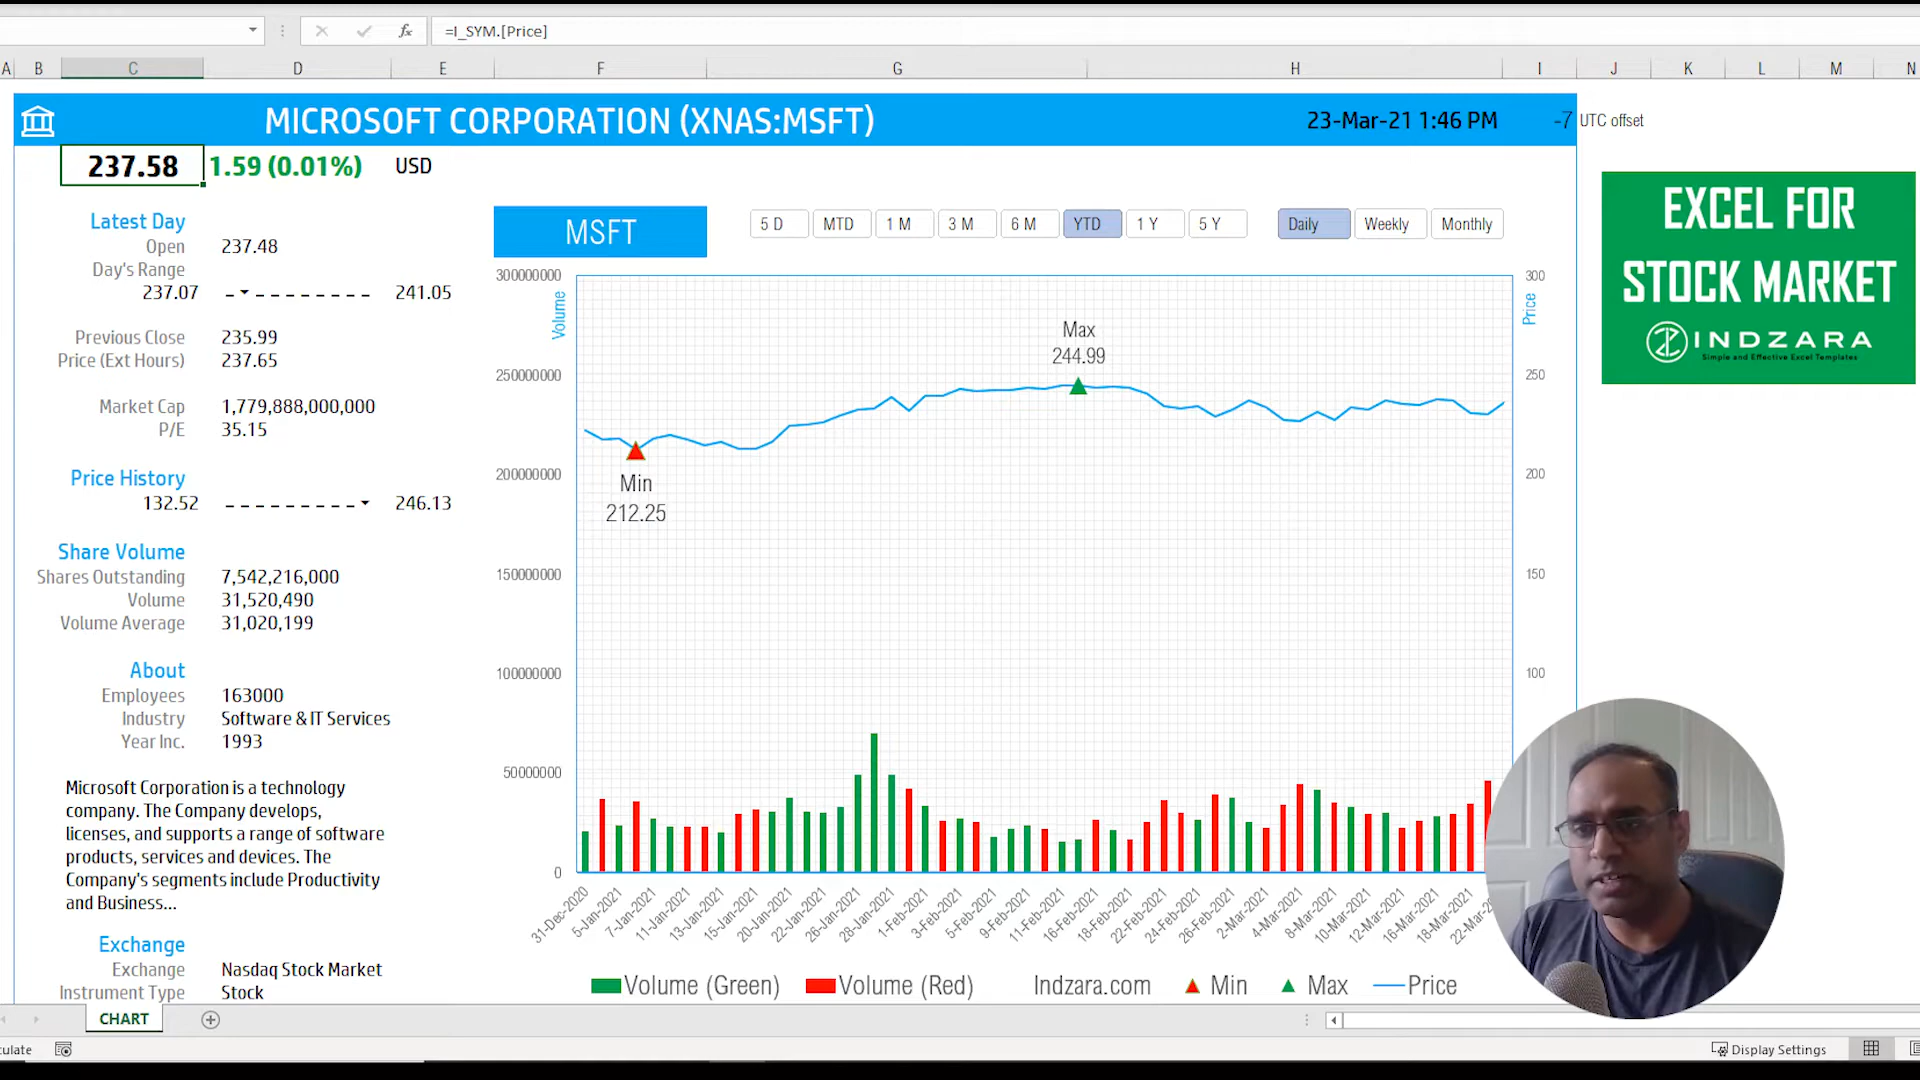 =I_SYM.[Price]
A B C D E F G H I J K L M N
MICROSOFT CORPORATION (XNAS:MSFT)
23-Mar-21 1:46 PM
-7 UTC offset
237.58
1.59 (0.01%)
USD
Latest Day
Open 237.48
Day's Range
237.07 241.05
Previous Close 235.99
Price (Ext Hours) 237.65
Market Cap 1,779,888,000,000
P/E 35.15
Price History
132.52 246.13
Share Volume
Shares Outstanding 7,542,216,000
Volume 31,520,490
Volume Average 31,020,199
About
Employees 163000
Industry Software & IT Services
Year Inc. 1993
Microsoft Corporation is a technology
company. The Company develops,
licenses, and supports a range of software
products, services and devices. The
Company's segments include Productivity
and Business...
Exchange
Exchange Nasdaq Stock Market
Instrument Type Stock
MSFT
5 D MTD 1 M 3 M 6 M YTD 1 Y 5 Y
Daily Weekly Monthly
Volume
Price
300000000 300
250000000 250
200000000 200
150000000 150
100000000 100
50000000
0
Max
244.99
Min
212.25
31-Dec-2020 5-Jan-2021 7-Jan-2021 11-Jan-2021 13-Jan-2021 15-Jan-2021 20-Jan-2021 22-Jan-2021 26-Jan-2021 28-Jan-2021 1-Feb-2021 3-Feb-2021 5-Feb-2021 9-Feb-2021 11-Feb-2021 16-Feb-2021 18-Feb-2021 22-Feb-2021 24-Feb-2021 26-Feb-2021 2-Mar-2021 4-Mar-2021 8-Mar-2021 10-Mar-2021 12-Mar-2021 16-Mar-2021 18-Mar-2021 22-Mar-
Volume (Green) Volume (Red) Indzara.com Min Max Price
EXCEL FOR
STOCK MARKET
INDZARA
Simple and Effective Excel Templates
CHART
culate
Display Settings